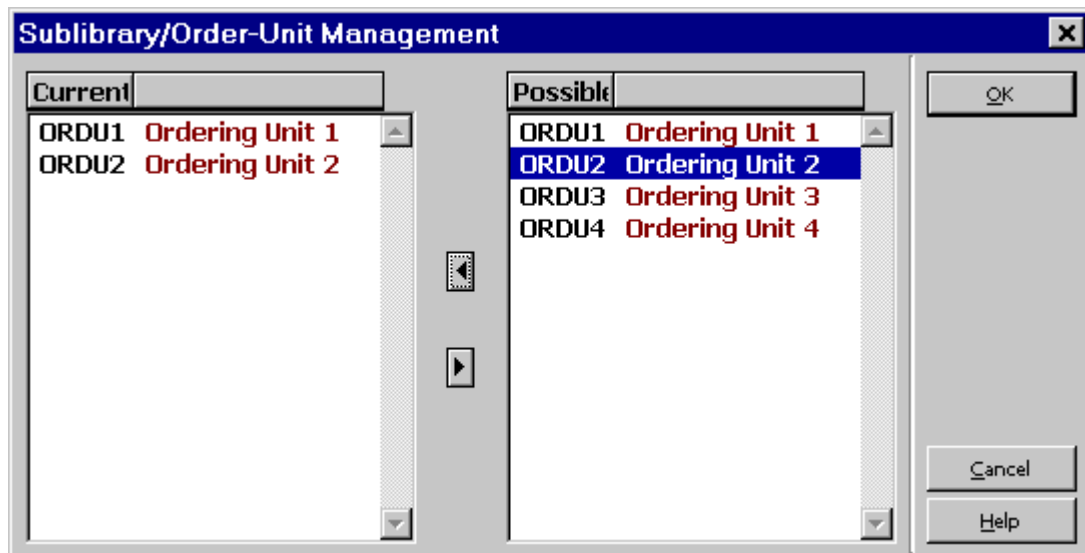 Sublibrary/Order-Unit Management
Current
ORDU1 Ordering Unit 1
ORDU2 Ordering Unit 2
Possible
ORDU1 Ordering Unit 1
ORDU2 Ordering Unit 2
ORDU3 Ordering Unit 3
ORDU4 Ordering Unit 4
OK
Cancel
Help